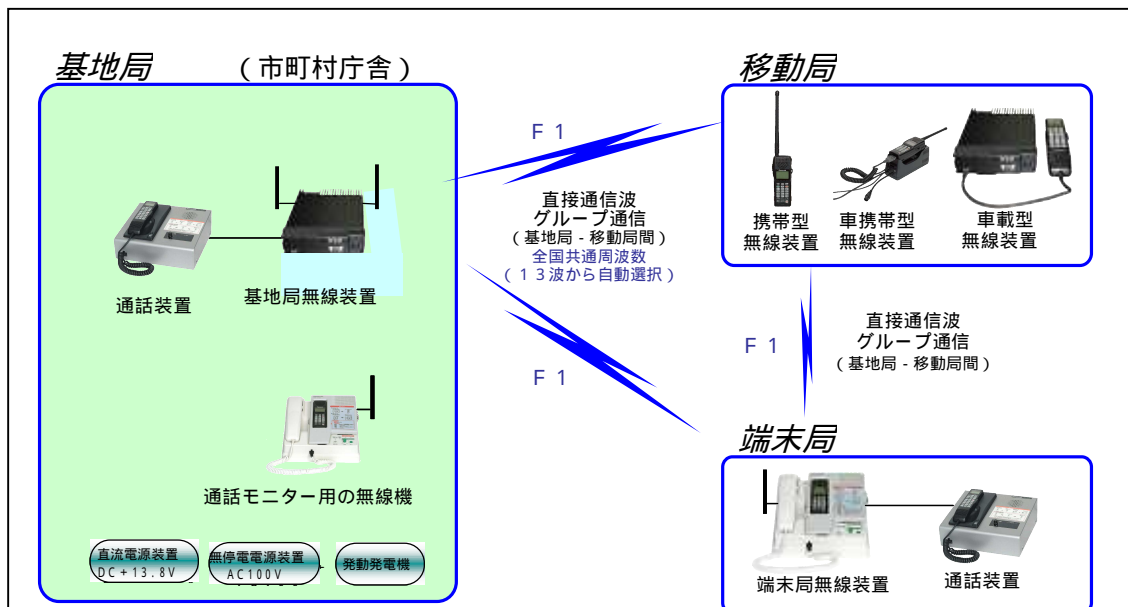 基地局 （市町村庁舎）
通話装置
基地局無線装置
通話モニター用の無線機
直流電源装置
DC+13.8V
無停電電源装置
AC100V
発動発電機
F1
直接通信波
グループ通信
（基地局-移動局間）
全国共通周波数
（13波から自動選択）
F1
移動局
携帯型
無線装置
車携帯型
無線装置
車載型
無線装置
F1
直接通信波
グループ通信
（基地局-移動局間）
端末局
端末局無線装置
通話装置